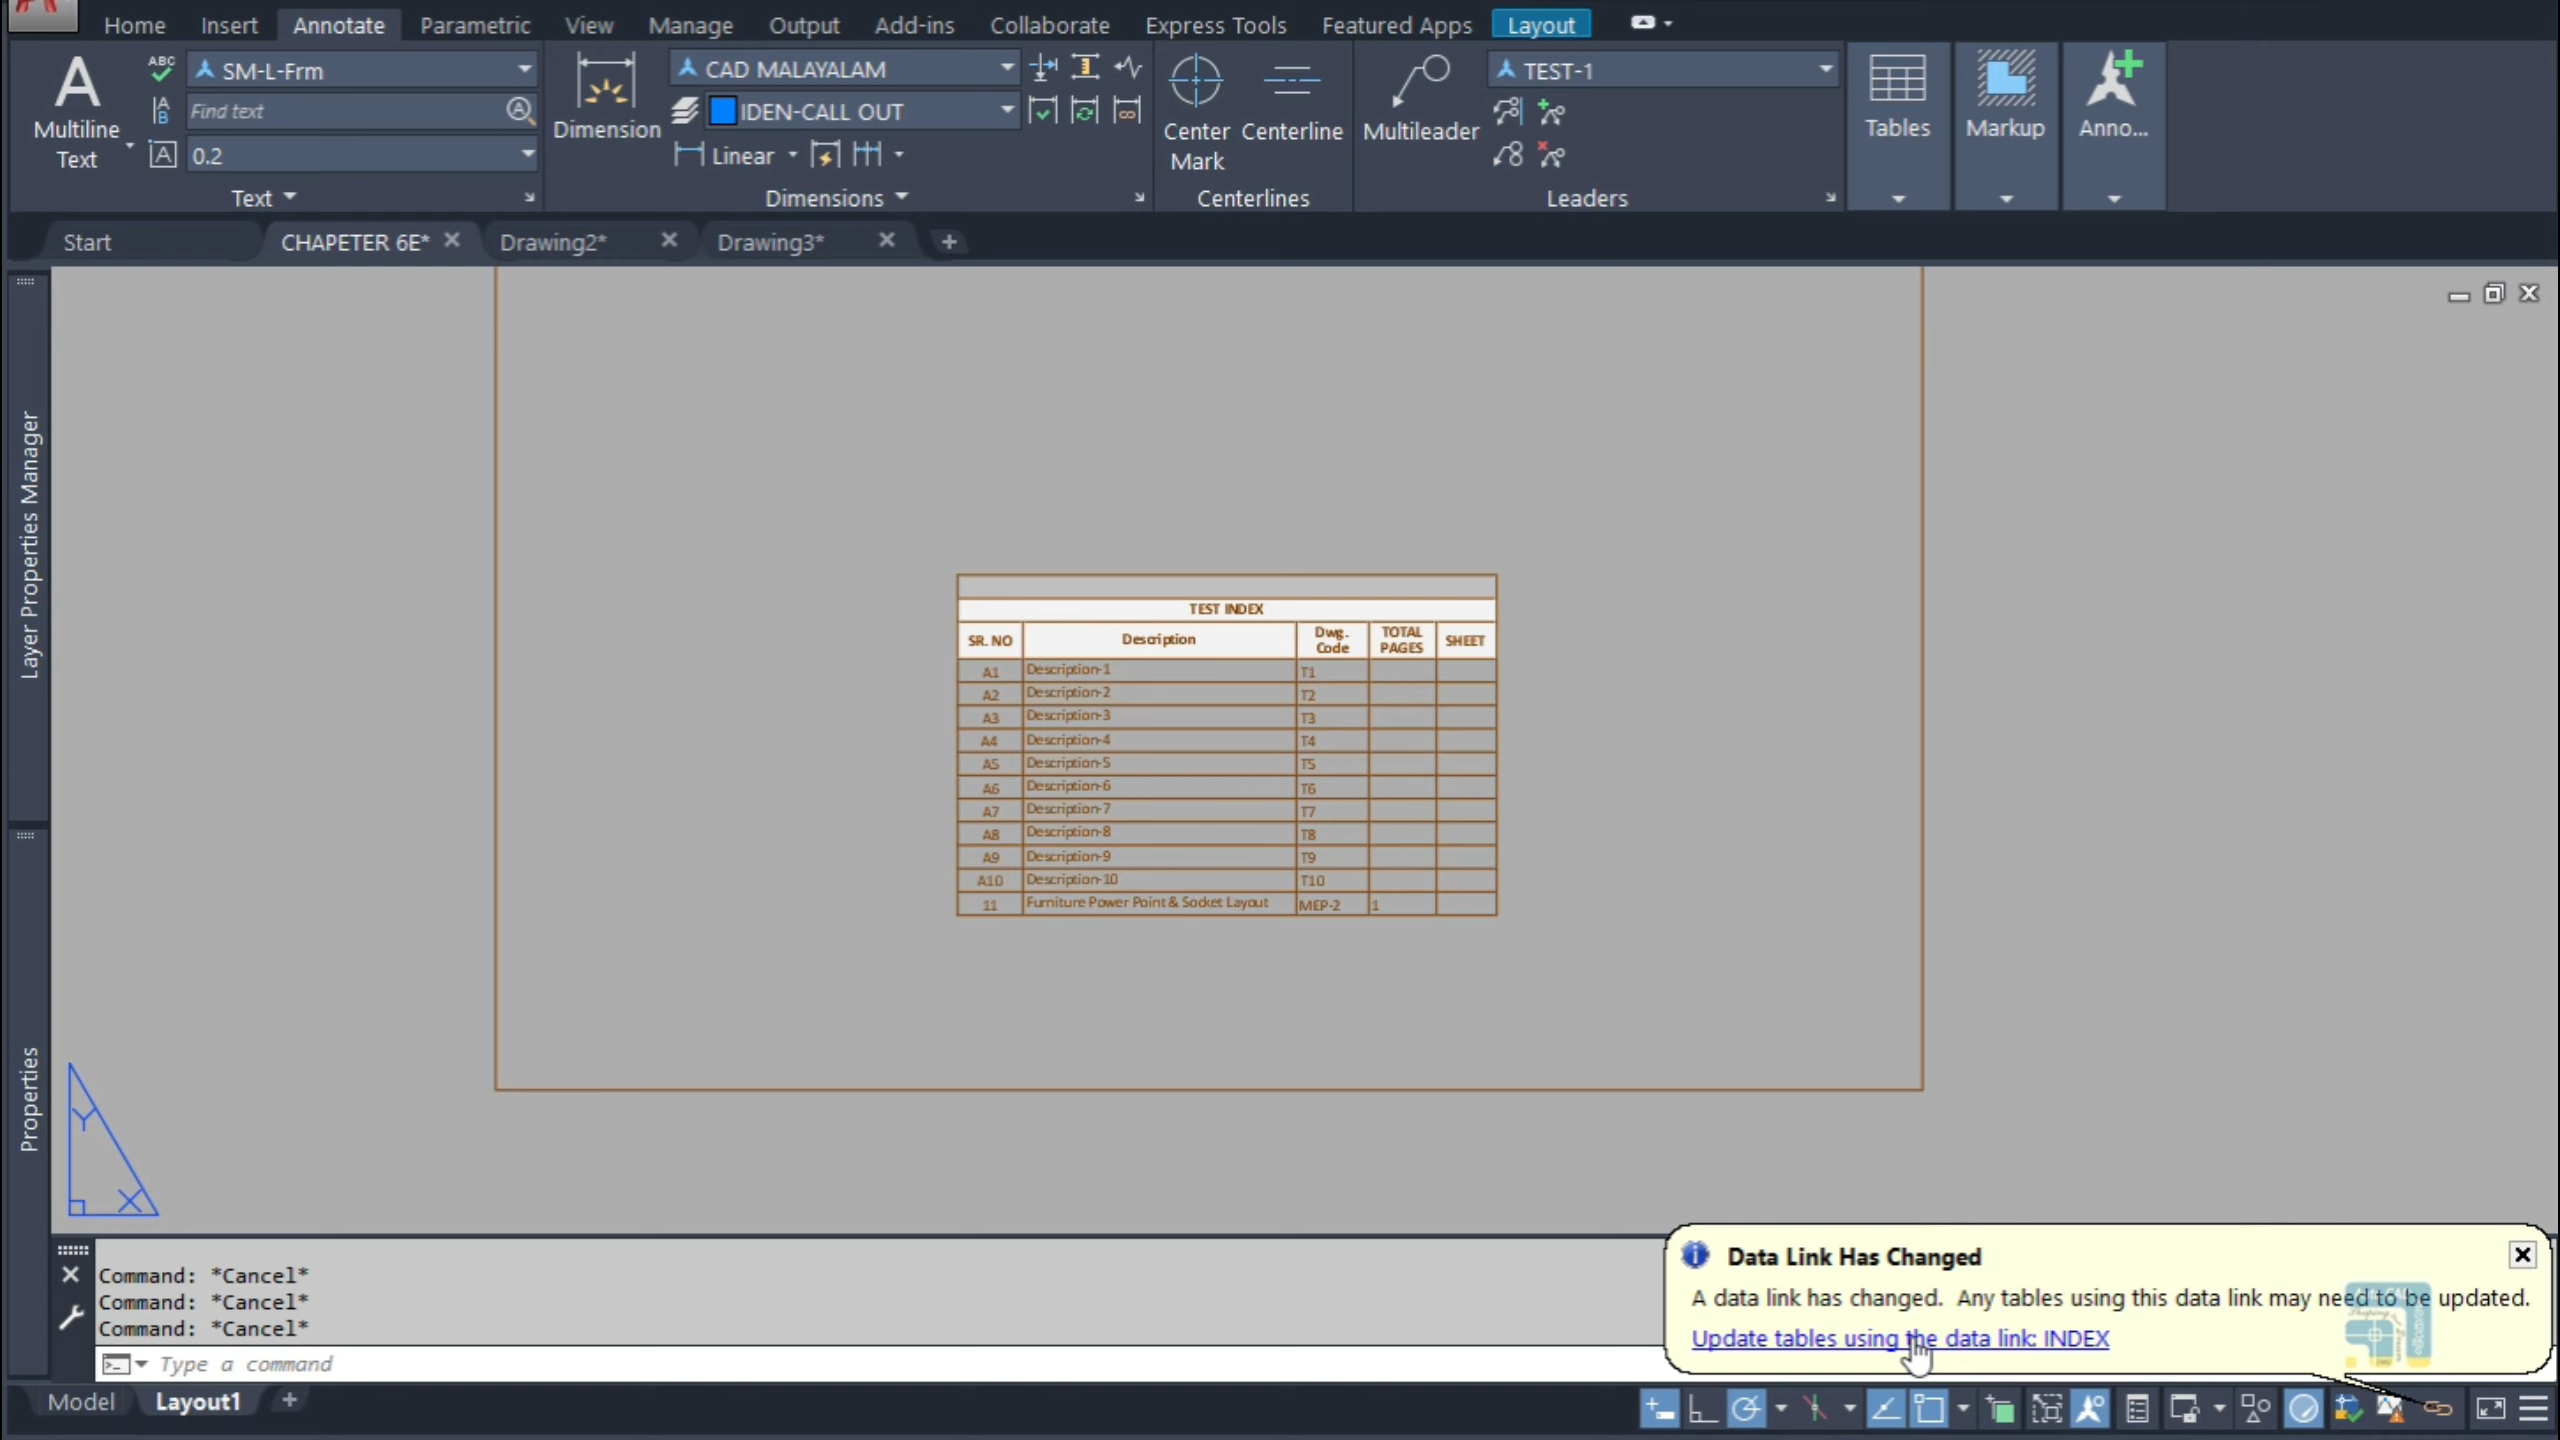 Home Insert Annotate Parametric View Manage Output Add-ins Collaborate Express Tools Featured Apps Layout
Multiline Text
ABC
SM-L-Frm
Find text
0.2
Text
Dimension
CAD MALAYALAM
IDEN-CALL OUT
Linear
Dimensions
Center Mark
Centerline
Centerlines
Multileader
TEST-1
Leaders
Tables
Markup
Anno...
Start CHAPETER 6E* Drawing2* Drawing3*
Layer Properties Manager
Properties
TEST INDEX
SR. NO Description Dwg. Code TOTAL PAGES SHEET
A1 Description-1 T1
A2 Description-2 T2
A3 Description-3 T3
A4 Description-4 T4
A5 Description-5 T5
A6 Description-6 T6
A7 Description-7 T7
A8 Description-8 T8
A9 Description-9 T9
A10 Description-10 T10
11 Furniture Power Point & Socket Layout MEP-2 1
Y
X
Command: *Cancel*
Command: *Cancel*
Command: *Cancel*
Type a command
Data Link Has Changed
A data link has changed. Any tables using this data link may need to be updated.
Update tables using the data link: INDEX
Model Layout1